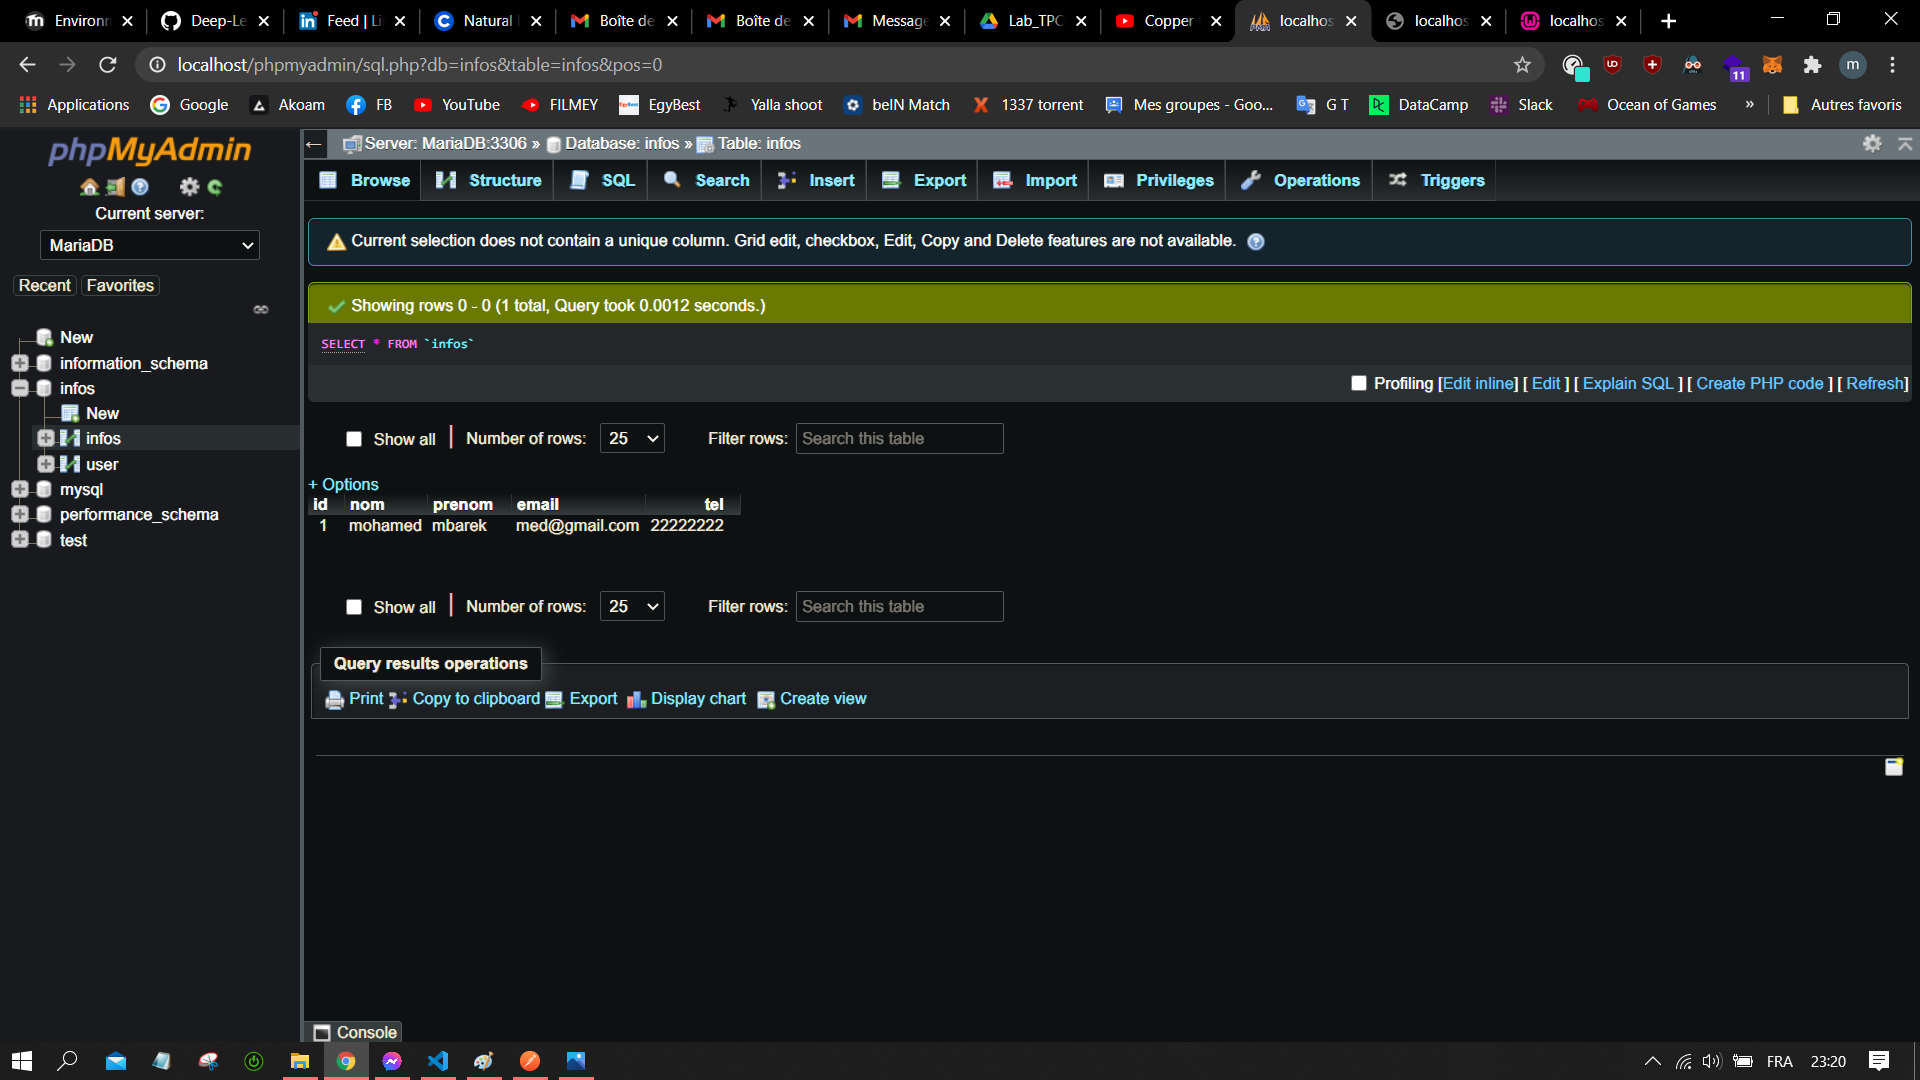 Environn
Deep-Le
Feed | Li
Natural
Boîte de
Boîte de
Message
Lab_TPC
Copper
localhos
localhos
localhos
localhost/phpmyadmin/sql.php?db=infos&table=infos&pos=0
11
m
Applications
Google
Akoam
FB
YouTube
FILMEY
EgyBest
Yalla shoot
beIN Match
1337 torrent
Mes groupes - Goo...
G T
DataCamp
Slack
Ocean of Games
»
Autres favoris
phpMyAdmin
Current server:
MariaDB
Recent
Favorites
New
information_schema
infos
New
infos
user
mysql
performance_schema
test
Server: MariaDB:3306 » Database: infos » Table: infos
Browse
Structure
SQL
Search
Insert
Export
Import
Privileges
Operations
Triggers
Current selection does not contain a unique column. Grid edit, checkbox, Edit, Copy and Delete features are not available.
Showing rows 0 - 0 (1 total, Query took 0.0012 seconds.)
SELECT * FROM `infos`
Profiling [Edit inline] [ Edit ] [ Explain SQL ] [ Create PHP code ] [ Refresh]
Show all | Number of rows: 25 Filter rows: Search this table
+ Options
id nom prenom email tel
1 mohamed mbarek med@gmail.com 22222222
Show all | Number of rows: 25 Filter rows: Search this table
Query results operations
Print Copy to clipboard Export Display chart Create view
Console
FRA
23:20